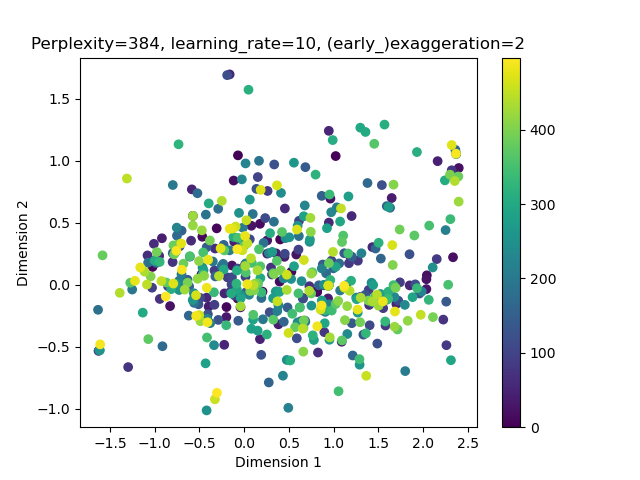 Perplexity=384, learning_rate=10, (early_)exaggeration=2
Dimension 2
1.5
1.0
0.5
0.0
−0.5
−1.0
−1.5 −1.0 −0.5 0.0 0.5 1.0 1.5 2.0 2.5
Dimension 1
400
300
200
100
0